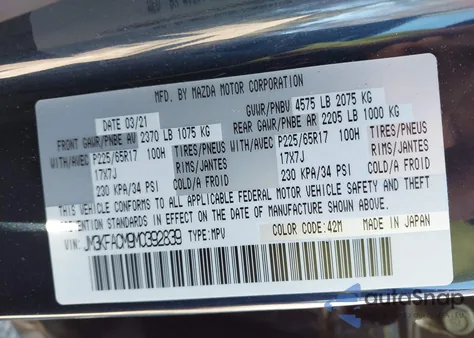 MFD. BY MAZDA MOTOR CORPORATION
DATE 03/21
GVWR/PNBV 4575 LB 2075 KG
FRONT GAWR/PNBE AV 2370 LB 1075 KG
REAR GAWR/PNBE AR 2205 LB 1000 KG
WITH/AVEC P225/65R17 100H TIRES/PNEUS
17X7J RIMS/JANTES
230 KPA/34 PSI COLD/A FROID
WITH/AVEC P225/65R17 100H TIRES/PNEUS
17X7J RIMS/JANTES
230 KPA/34 PSI COLD/A FROID
THIS VEHICLE CONFORMS TO ALL APPLICABLE FEDERAL MOTOR VEHICLE SAFETY AND THEFT
PREVENTION STANDARDS IN EFFECT ON THE DATE OF MANUFACTURE SHOWN ABOVE.
VIN: JM3KFACM9M0392839 TYPE:MPV
COLOR CODE:42M
MADE IN JAPAN
autoSnap